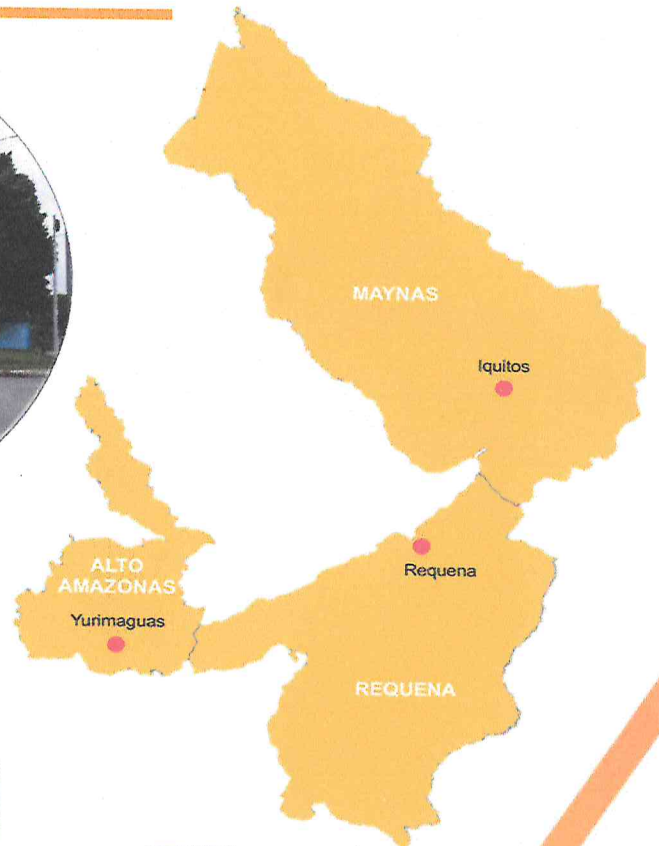 MAYNAS
Iquitos
Requena
ALTO
AMAZONAS
Yurimaguas
REQUENA